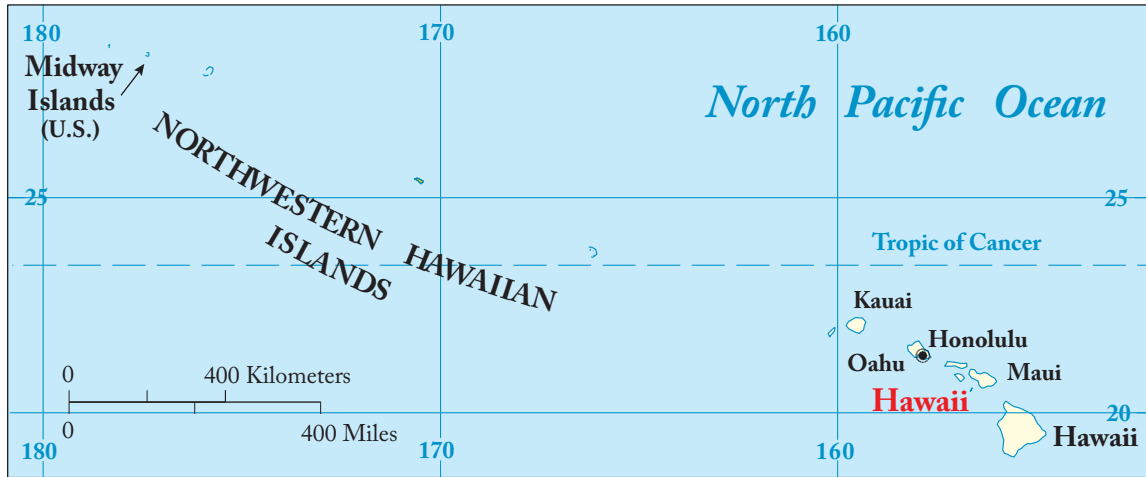 180
170
160
Midway
Islands
(U.S.)
North Pacific Ocean
NORTHWESTERN HAWAIIAN
ISLANDS
25
25
Tropic of Cancer
Kauai
Honolulu
Oahu
Maui
Hawaii
Hawaii
20
0
400 Kilometers
0
400 Miles
180
170
160